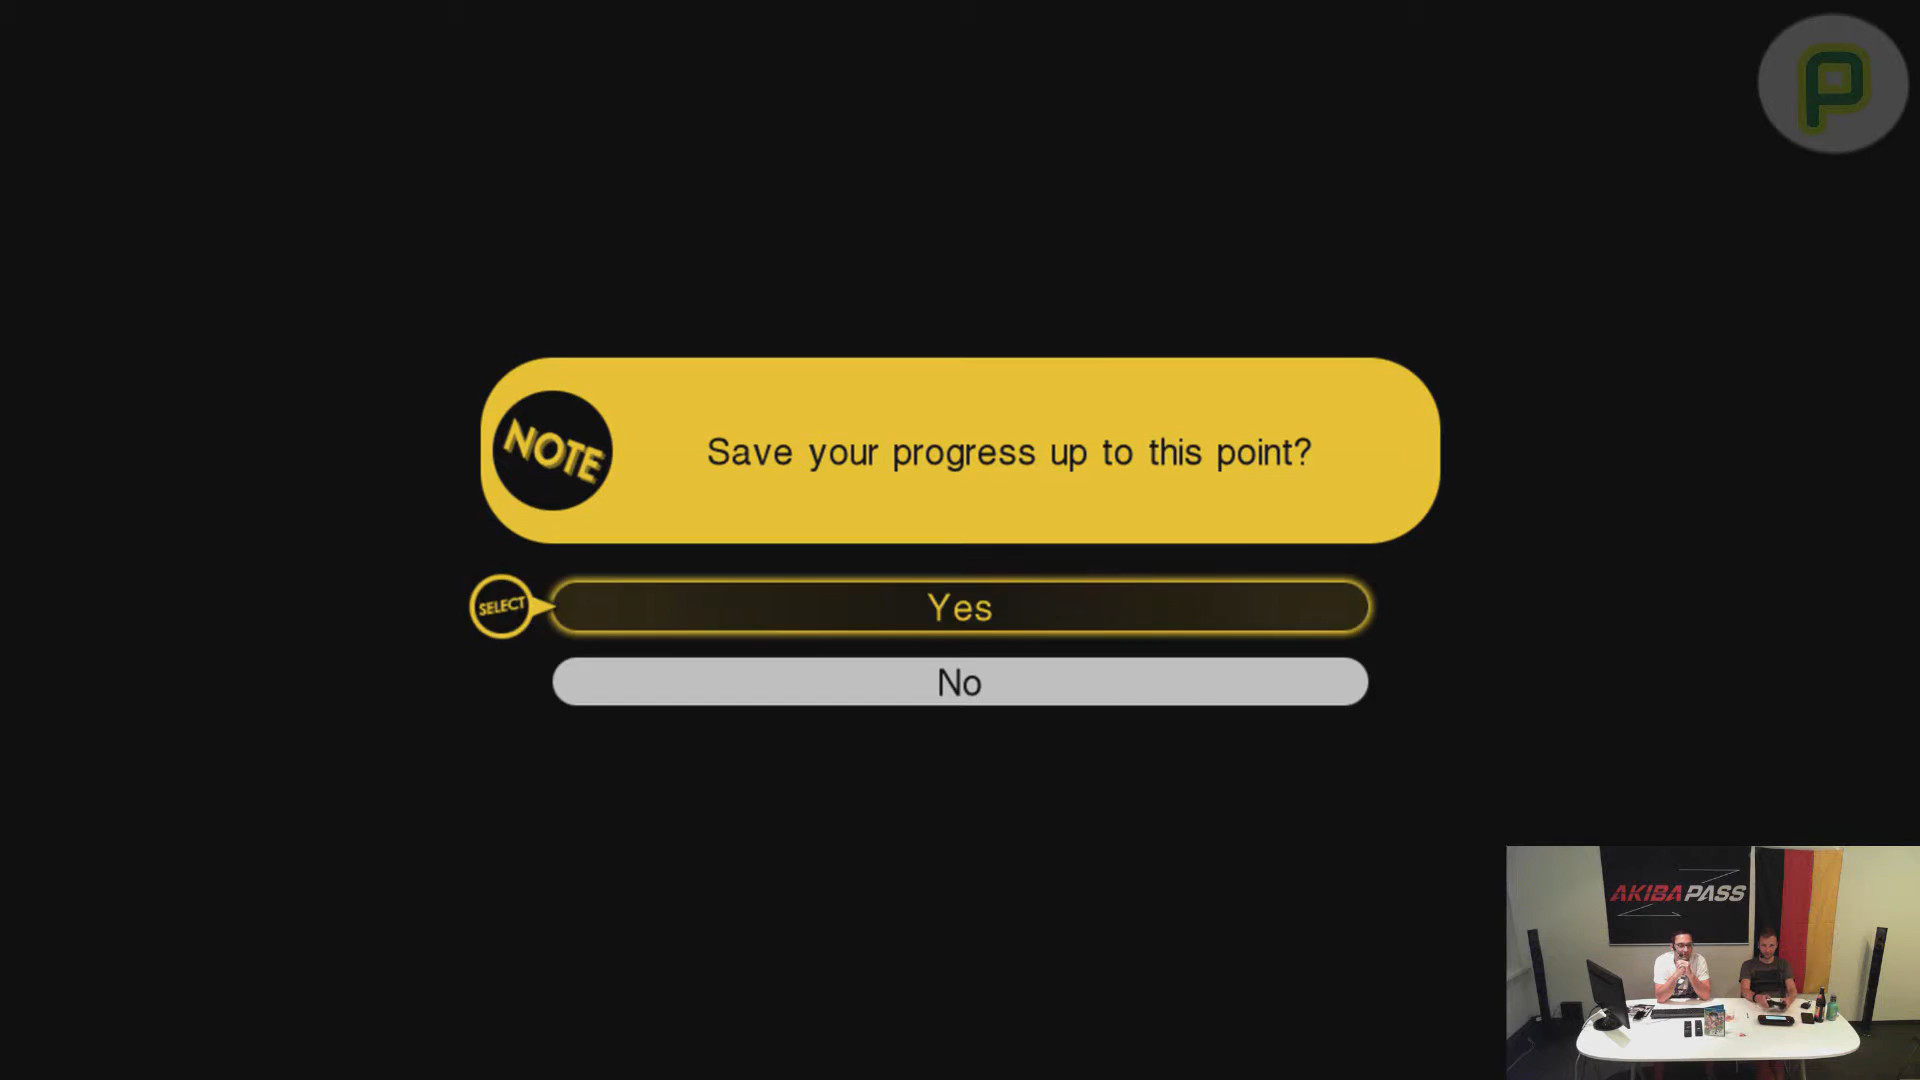 P
NOTE
Save your progress up to this point?
SELECT
Yes
No
AKIBA PASS